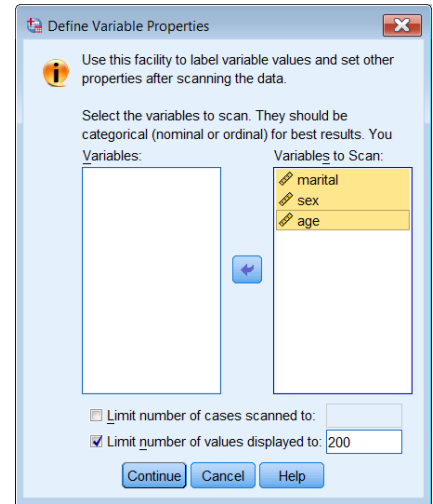 Define Variable Properties
Use this facility to label variable values and set other
properties after scanning the data.
Select the variables to scan. They should be
categorical (nominal or ordinal) for best results. You
Variables:
Variables to Scan:
marital
sex
age
Limit number of cases scanned to:
Limit number of values displayed to: 200
Continue Cancel Help